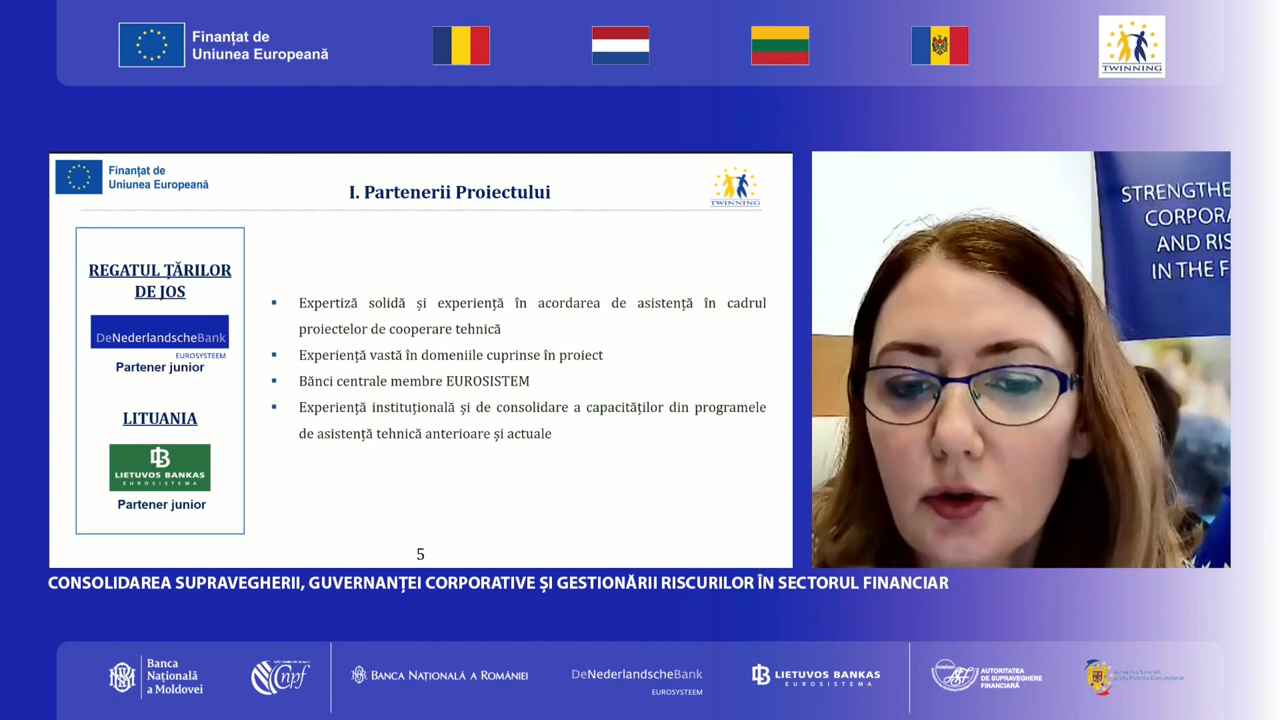 Finanțat de
Uniunea Europeană
TWINNING
Finanțat de
Uniunea Europeană
I. Partenerii Proiectului
TWINNING
REGATUL ȚĂRILOR
DE JOS
DeNederlandscheBank
EUROSYSTEEM
Partener junior
LITUANIA
LIETUVOS BANKAS
EUROSISTEMA
Partener junior
▪ Expertiză solidă și experiență în acordarea de asistență în cadrul
proiectelor de cooperare tehnică
▪ Experiență vastă în domeniile cuprinse în proiect
▪ Bănci centrale membre EUROSISTEM
▪ Experiență instituțională și de consolidare a capacităților din programele
de asistență tehnică anterioare și actuale
5
STRENGTHE
CORPORA
AND RIS
IN THE F
CONSOLIDAREA SUPRAVEGHERII, GUVERNANȚEI CORPORATIVE ȘI GESTIONĂRII RISCURILOR ÎN SECTORUL FINANCIAR
Banca
Națională
a Moldovei
cnpf
BANCA NAȚIONALĂ A ROMÂNIEI
DeNederlandscheBank
EUROSYSTEEM
LIETUVOS BANKAS
EUROSISTEMA
AUTORITATEA
DE SUPRAVEGHERE
FINANCIARĂ